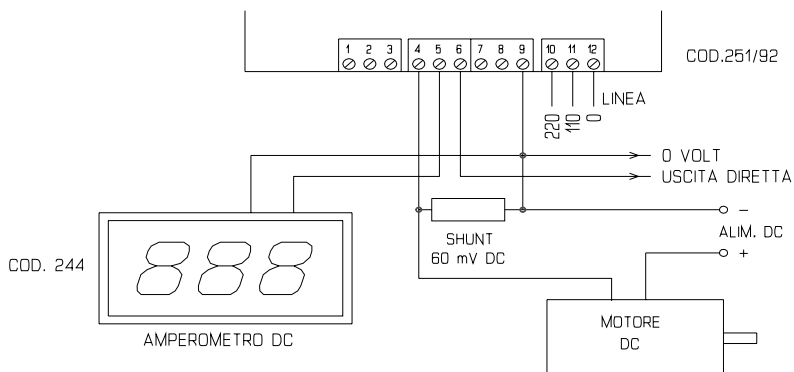 1 2 3 4 5 6 7 8 9 10 11 12
COD.251/92
LINEA
220 110 0
0 VOLT
USCITA DIRETTA
SHUNT
60 mV DC
-
ALIM. DC
+
COD. 244
888
AMPEROMETRO DC
MOTORE
DC